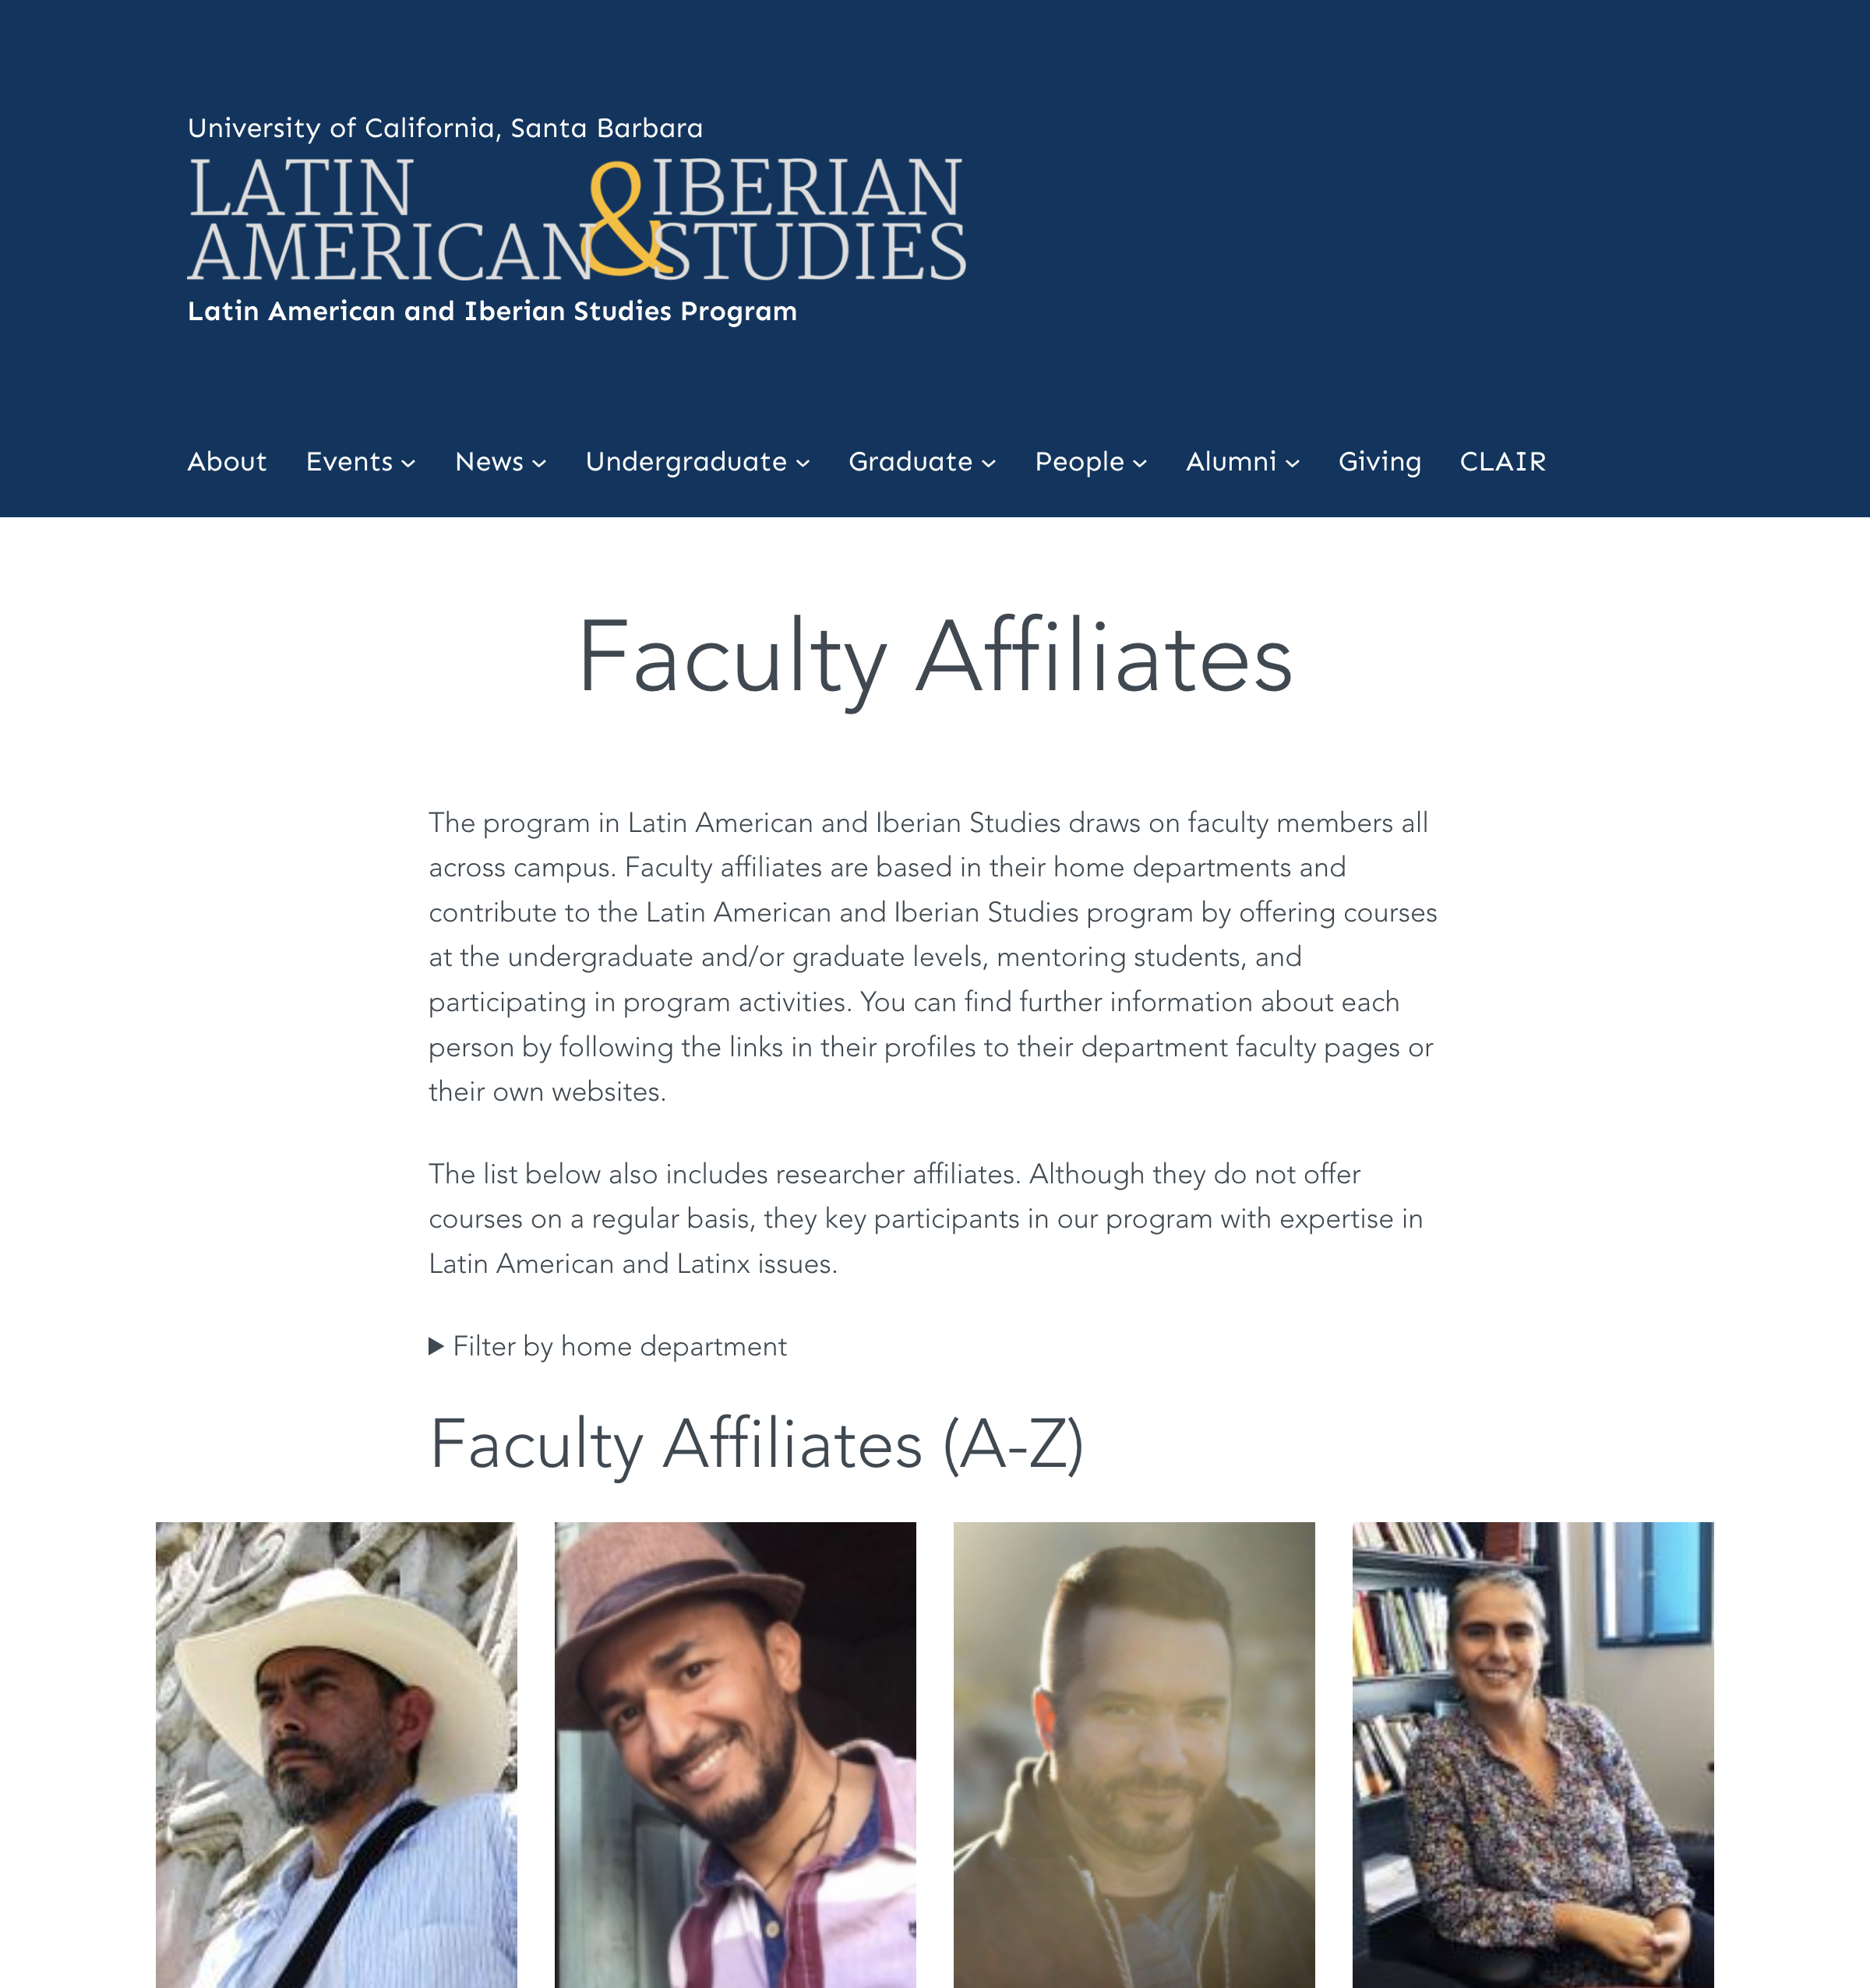 University of California, Santa Barbara
LATIN AMERICAN & IBERIAN STUDIES
Latin American and Iberian Studies Program
About Events News Undergraduate Graduate People Alumni Giving CLAIR
Faculty Affiliates
The program in Latin American and Iberian Studies draws on faculty members all
across campus. Faculty affiliates are based in their home departments and
contribute to the Latin American and Iberian Studies program by offering courses
at the undergraduate and/or graduate levels, mentoring students, and
participating in program activities. You can find further information about each
person by following the links in their profiles to their department faculty pages or
their own websites.
The list below also includes researcher affiliates. Although they do not offer
courses on a regular basis, they key participants in our program with expertise in
Latin American and Latinx issues.
Filter by home department
Faculty Affiliates (A-Z)